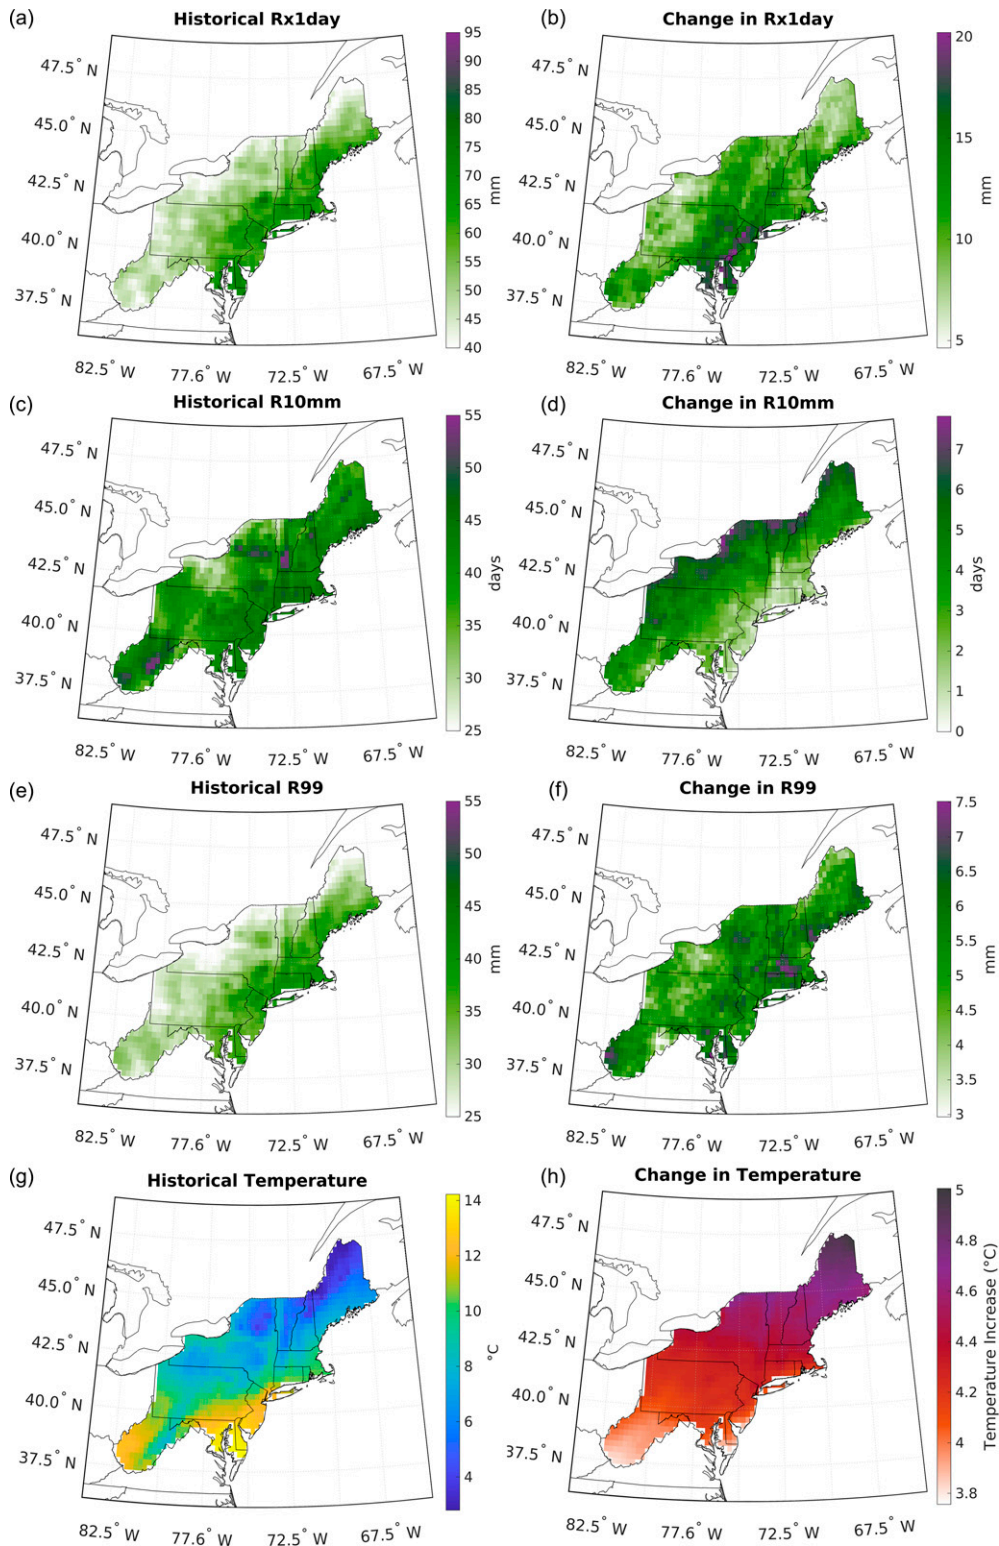 (a) Historical Rx1day
47.5° N
45.0° N
42.5° N
40.0° N
37.5° N
82.5° W 77.6° W 72.5° W 67.5° W
95
90
85
80
75
70
65
60
55
50
45
40
mm
(b) Change in Rx1day
47.5° N
45.0° N
42.5° N
40.0° N
37.5° N
82.5° W 77.6° W 72.5° W 67.5° W
20
15
10
5
mm
(c) Historical R10mm
47.5° N
45.0° N
42.5° N
40.0° N
37.5° N
82.5° W 77.6° W 72.5° W 67.5° W
55
50
45
40
35
30
25
days
(d) Change in R10mm
47.5° N
45.0° N
42.5° N
40.0° N
37.5° N
82.5° W 77.6° W 72.5° W 67.5° W
7
6
5
4
3
2
1
0
days
(e) Historical R99
47.5° N
45.0° N
42.5° N
40.0° N
37.5° N
82.5° W 77.6° W 72.5° W 67.5° W
55
50
45
40
35
30
25
mm
(f) Change in R99
47.5° N
45.0° N
42.5° N
40.0° N
37.5° N
82.5° W 77.6° W 72.5° W 67.5° W
7.5
7
6.5
6
5.5
5
4.5
4
3.5
3
mm
(g) Historical Temperature
47.5° N
45.0° N
42.5° N
40.0° N
37.5° N
82.5° W 77.6° W 72.5° W 67.5° W
14
12
10
8
6
4
°C
(h) Change in Temperature
47.5° N
45.0° N
42.5° N
40.0° N
37.5° N
82.5° W 77.6° W 72.5° W 67.5° W
5
4.8
4.6
4.4
4.2
4
3.8
Temperature Increase (°C)